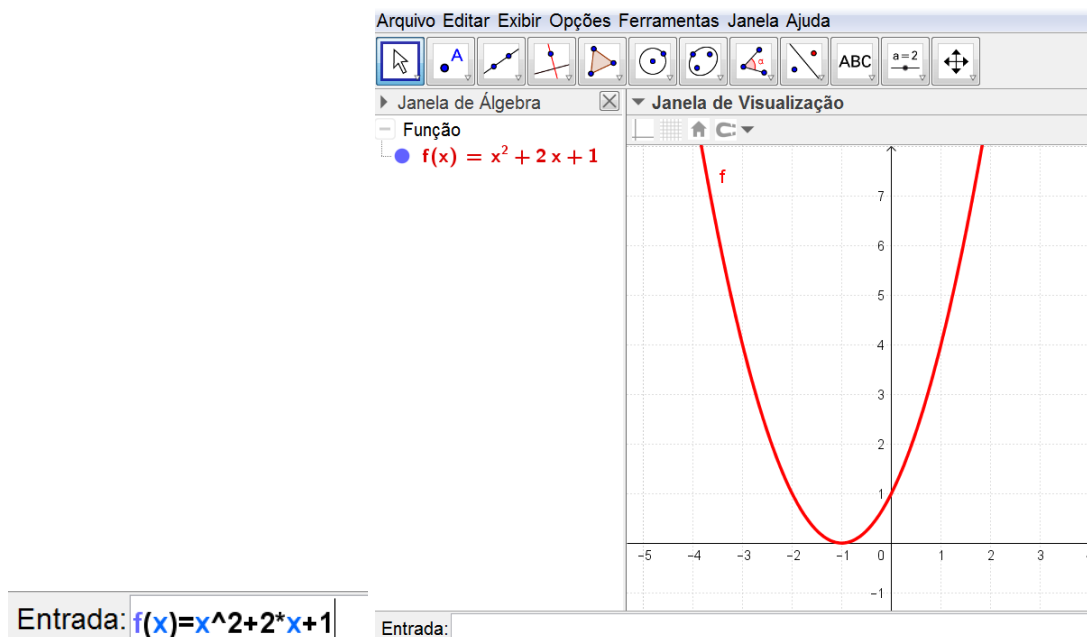 Arquivo Editar Exibir Opções Ferramentas Janela Ajuda
A
α
ABC
a=2
Janela de Álgebra
Janela de Visualização
Função
f(x) = x² + 2 x + 1
f
7
6
5
4
3
2
1
-5 -4 -3 -2 -1 0 1 2 3
-1
Entrada: f(x)=x^2+2*x+1
Entrada: